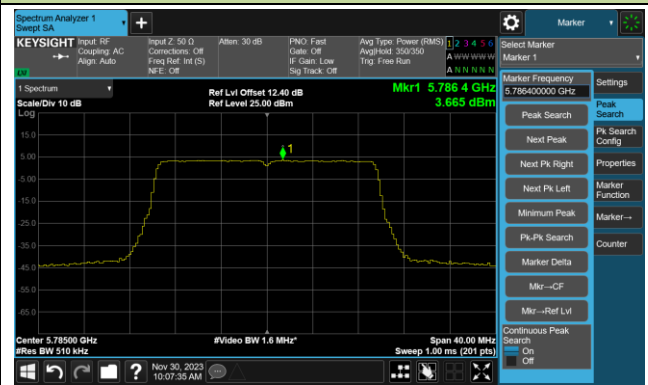 Spectrum Analyzer 1
Swept SA
Marker
KEYSIGHT
Input: RF
Coupling: AC
Align: Auto
Input Z: 50 Ω
Corrections: Off
Freq Ref: Int (S)
NFE: Off
Atten: 30 dB
PNO: Fast
Gate: Off
IF Gain: Low
Sig Track: Off
Avg Type: Power (RMS)
Avg|Hold: 350/350
Trig: Free Run
1 2 3 4 5 6
A W W W W W
A N N N N N
LXI
Select Marker
Marker 1
1 Spectrum
Scale/Div 10 dB
Log
Ref Lvl Offset 12.40 dB
Ref Level 25.00 dBm
Mkr1 5.786 4 GHz
3.665 dBm
15.0
5.00
-5.00
-15.0
-25.0
-35.0
-45.0
-55.0
-65.0
1
Center 5.78500 GHz
#Res BW 510 kHz
#Video BW 1.6 MHz*
Span 40.00 MHz
Sweep 1.00 ms (201 pts)
Marker Frequency
5.786400000 GHz
Peak Search
Next Peak
Next Pk Right
Next Pk Left
Minimum Peak
Pk-Pk Search
Marker Delta
Mkr→CF
Mkr→Ref Lvl
Continuous Peak
Search
On
Off
Settings
Peak
Search
Pk Search
Config
Properties
Marker
Function
Marker→
Counter
Nov 30, 2023
10:07:35 AM